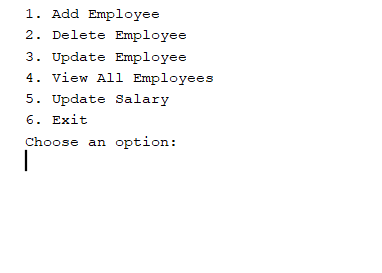 1. Add Employee
2. Delete Employee
3. Update Employee
4. View All Employees
5. Update Salary
6. Exit
Choose an option: